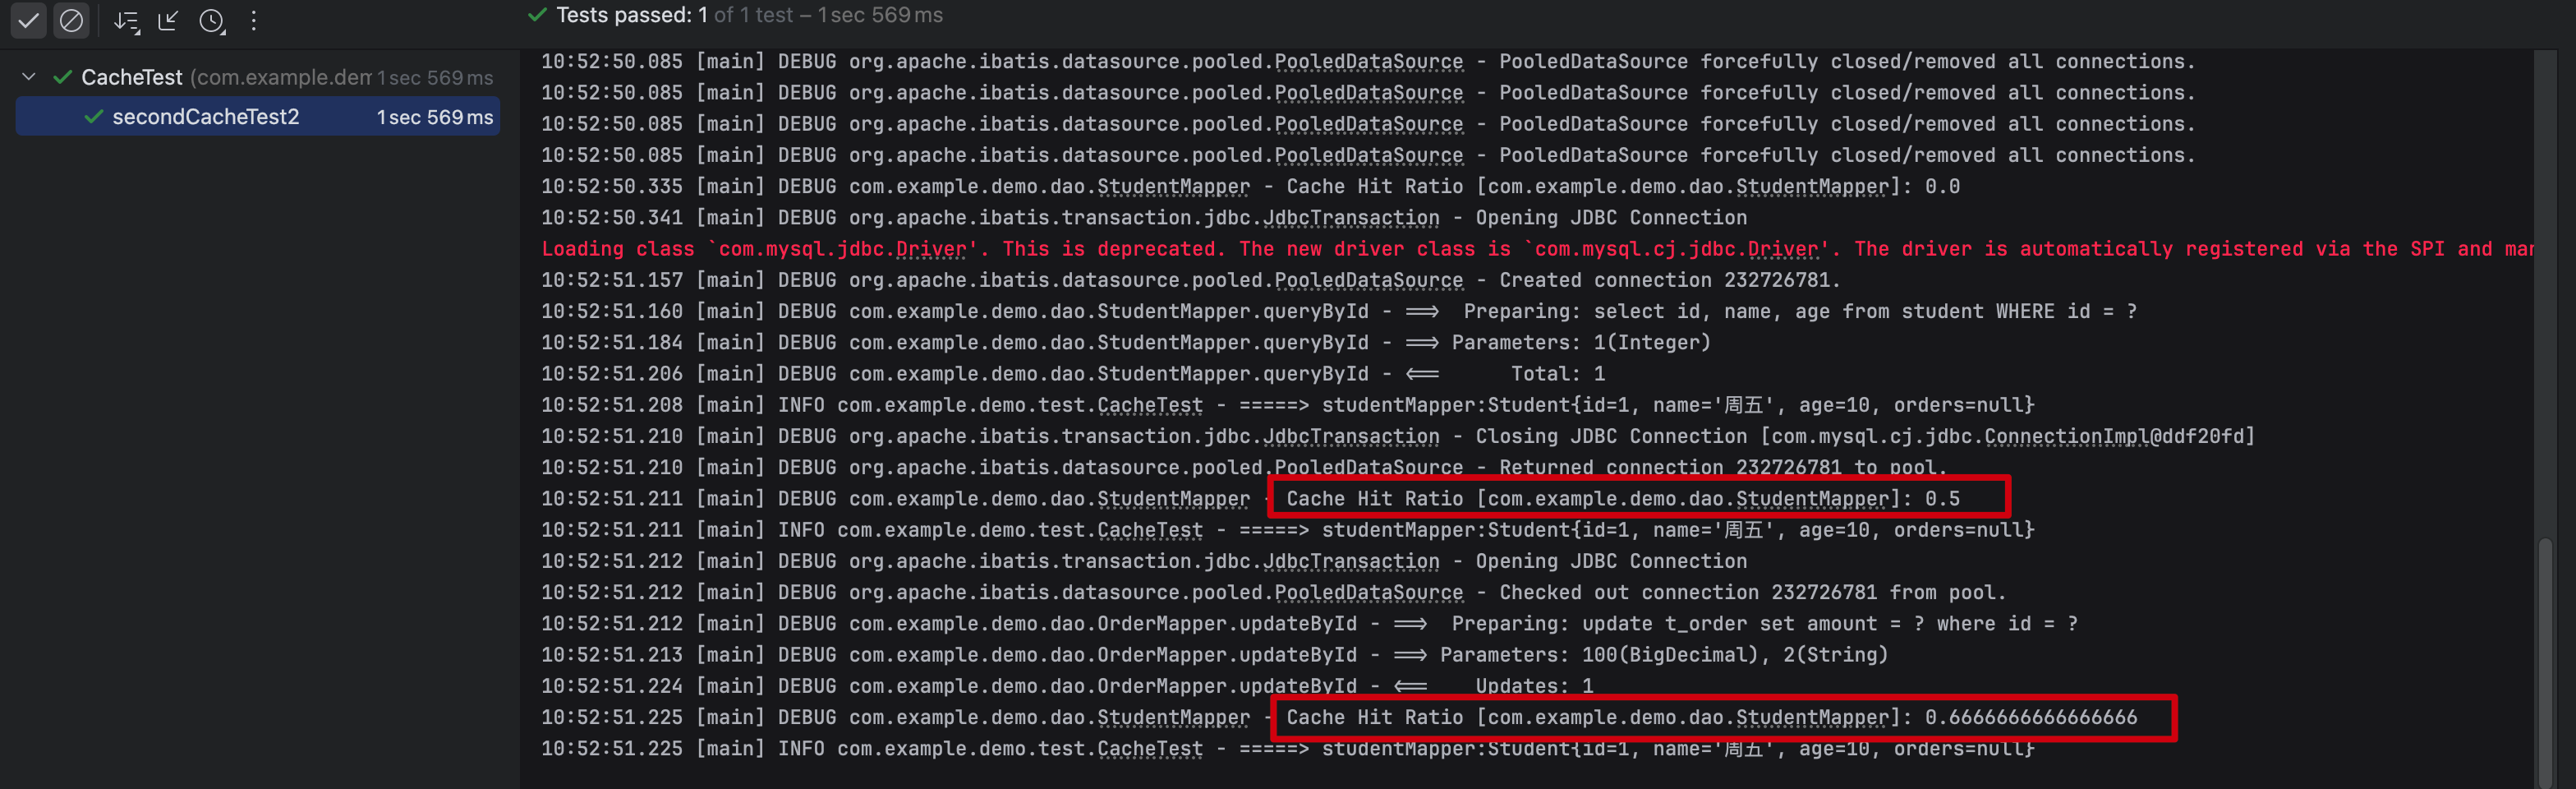 Tests passed: 1 of 1 test – 1 sec 569 ms
CacheTest (com.example.dem 1 sec 569 ms
secondCacheTest2 1 sec 569 ms
10:52:50.085 [main] DEBUG org.apache.ibatis.datasource.pooled.PooledDataSource - PooledDataSource forcefully closed/removed all connections.
10:52:50.085 [main] DEBUG org.apache.ibatis.datasource.pooled.PooledDataSource - PooledDataSource forcefully closed/removed all connections.
10:52:50.085 [main] DEBUG org.apache.ibatis.datasource.pooled.PooledDataSource - PooledDataSource forcefully closed/removed all connections.
10:52:50.085 [main] DEBUG org.apache.ibatis.datasource.pooled.PooledDataSource - PooledDataSource forcefully closed/removed all connections.
10:52:50.335 [main] DEBUG com.example.demo.dao.StudentMapper - Cache Hit Ratio [com.example.demo.dao.StudentMapper]: 0.0
10:52:50.341 [main] DEBUG org.apache.ibatis.transaction.jdbc.JdbcTransaction - Opening JDBC Connection
Loading class `com.mysql.jdbc.Driver'. This is deprecated. The new driver class is `com.mysql.cj.jdbc.Driver'. The driver is automatically registered via the SPI and mar
10:52:51.157 [main] DEBUG org.apache.ibatis.datasource.pooled.PooledDataSource - Created connection 232726781.
10:52:51.160 [main] DEBUG com.example.demo.dao.StudentMapper.queryById - ==>  Preparing: select id, name, age from student WHERE id = ?
10:52:51.184 [main] DEBUG com.example.demo.dao.StudentMapper.queryById - ==> Parameters: 1(Integer)
10:52:51.206 [main] DEBUG com.example.demo.dao.StudentMapper.queryById - <==      Total: 1
10:52:51.208 [main] INFO com.example.demo.test.CacheTest - =====> studentMapper:Student{id=1, name='周五', age=10, orders=null}
10:52:51.210 [main] DEBUG org.apache.ibatis.transaction.jdbc.JdbcTransaction - Closing JDBC Connection [com.mysql.cj.jdbc.ConnectionImpl@ddf20fd]
10:52:51.210 [main] DEBUG org.apache.ibatis.datasource.pooled.PooledDataSource - Returned connection 232726781 to pool.
10:52:51.211 [main] DEBUG com.example.demo.dao.StudentMapper - Cache Hit Ratio [com.example.demo.dao.StudentMapper]: 0.5
10:52:51.211 [main] INFO com.example.demo.test.CacheTest - =====> studentMapper:Student{id=1, name='周五', age=10, orders=null}
10:52:51.212 [main] DEBUG org.apache.ibatis.transaction.jdbc.JdbcTransaction - Opening JDBC Connection
10:52:51.212 [main] DEBUG org.apache.ibatis.datasource.pooled.PooledDataSource - Checked out connection 232726781 from pool.
10:52:51.212 [main] DEBUG com.example.demo.dao.OrderMapper.updateById - ==>  Preparing: update t_order set amount = ? where id = ?
10:52:51.213 [main] DEBUG com.example.demo.dao.OrderMapper.updateById - ==> Parameters: 100(BigDecimal), 2(String)
10:52:51.224 [main] DEBUG com.example.demo.dao.OrderMapper.updateById - <==    Updates: 1
10:52:51.225 [main] DEBUG com.example.demo.dao.StudentMapper - Cache Hit Ratio [com.example.demo.dao.StudentMapper]: 0.6666666666666666
10:52:51.225 [main] INFO com.example.demo.test.CacheTest - =====> studentMapper:Student{id=1, name='周五', age=10, orders=null}